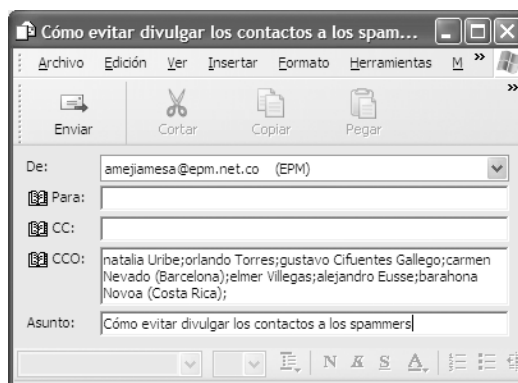 Cómo evitar divulgar los contactos a los spam...
Archivo Edición Ver Insertar Formato Herramientas M »
»
Enviar Cortar Copiar Pegar
De: amejiamesa@epm.net.co (EPM)
Para:
CC:
CCO: natalia Uribe;orlando Torres;gustavo Cifuentes Gallego;carmen
Nevado (Barcelona);elmer Villegas;alejandro Eusse;barahona
Novoa (Costa Rica);
Asunto: Cómo evitar divulgar los contactos a los spammers
N K S A